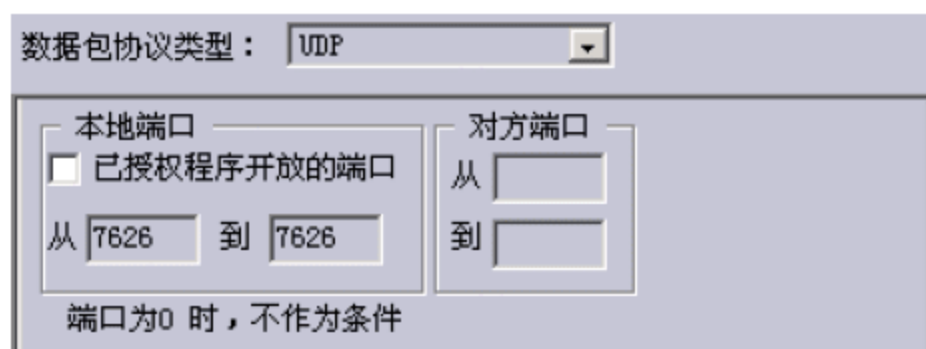 数据包协议类型： UDP
本地端口 对方端口
已授权程序开放的端口 从
从 7626 到 7626 到
端口为0 时，不作为条件